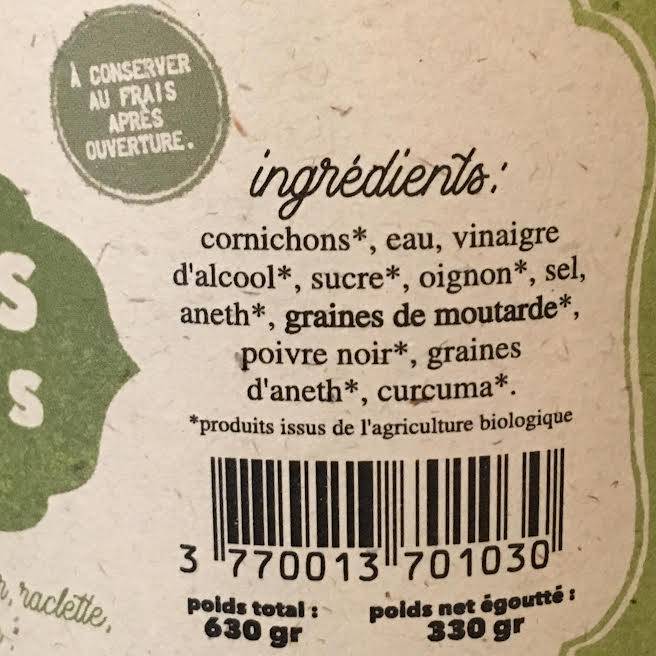 À CONSERVER
AU FRAIS
APRÈS
OUVERTURE.
ingrédients:
cornichons*, eau, vinaigre
d'alcool*, sucre*, oignon*, sel,
aneth*, graines de moutarde*,
poivre noir*, graines
d'aneth*, curcuma*.
*produits issus de l'agriculture biologique
S
S
3 770013 701030
raclette,
poids total :
630 gr
poids net égoutté :
330 gr